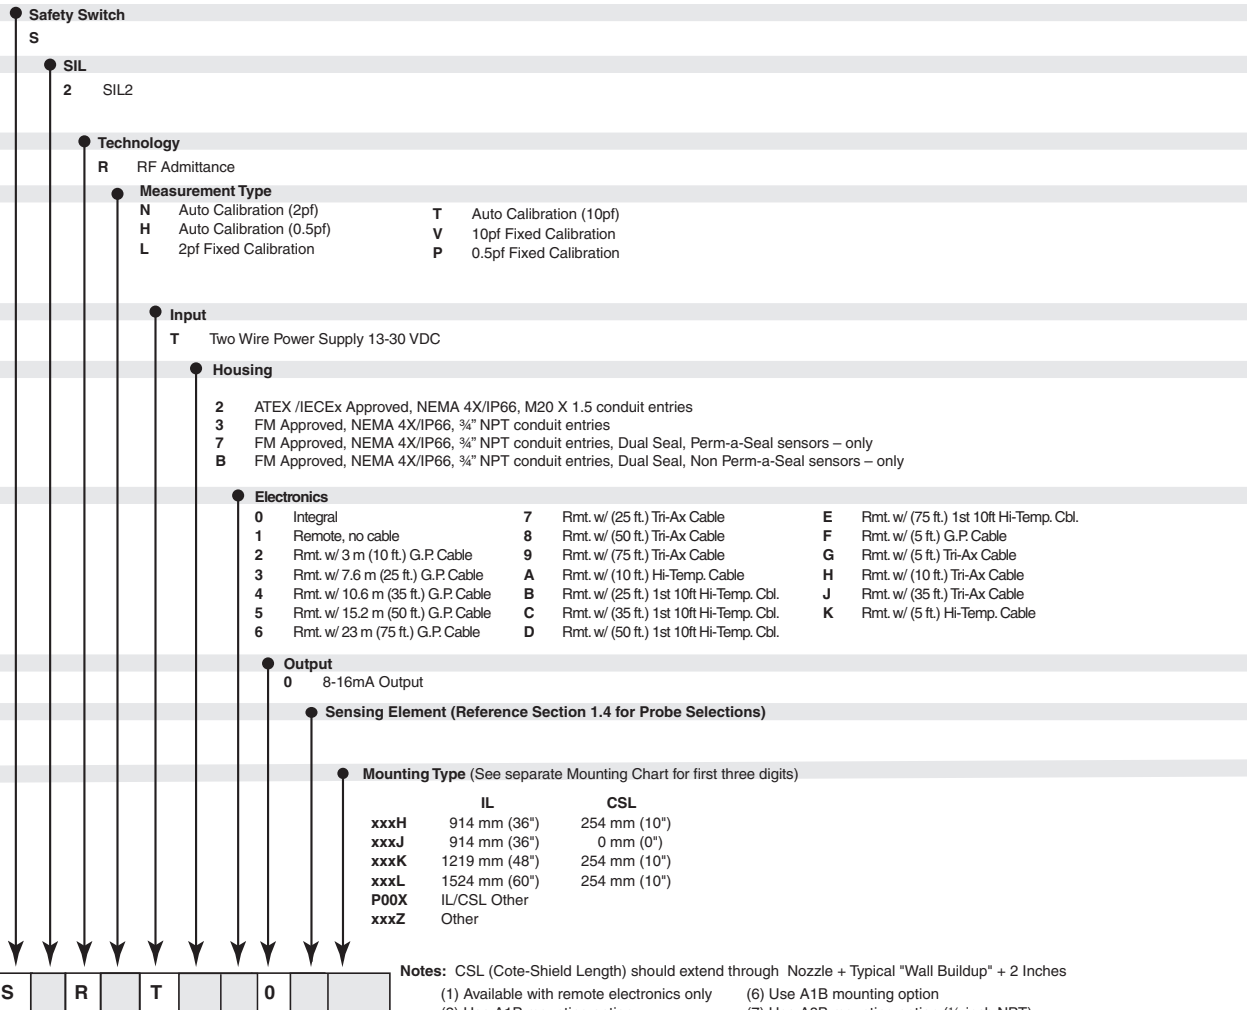 Safety Switch
S
SIL
2 SIL2
Technology
R RF Admittance
Measurement Type
N Auto Calibration (2pf)
H Auto Calibration (0.5pf)
L 2pf Fixed Calibration
T Auto Calibration (10pf)
V 10pf Fixed Calibration
P 0.5pf Fixed Calibration
Input
T Two Wire Power Supply 13-30 VDC
Housing
2 ATEX /IECEx Approved, NEMA 4X/IP66, M20 X 1.5 conduit entries
3 FM Approved, NEMA 4X/IP66, ¾” NPT conduit entries
7 FM Approved, NEMA 4X/IP66, ¾” NPT conduit entries, Dual Seal, Perm-a-Seal sensors – only
B FM Approved, NEMA 4X/IP66, ¾” NPT conduit entries, Dual Seal, Non Perm-a-Seal sensors – only
Electronics
0 Integral
1 Remote, no cable
2 Rmt. w/ 3 m (10 ft.) G.P. Cable
3 Rmt. w/ 7.6 m (25 ft.) G.P. Cable
4 Rmt. w/ 10.6 m (35 ft.) G.P. Cable
5 Rmt. w/ 15.2 m (50 ft.) G.P. Cable
6 Rmt. w/ 23 m (75 ft.) G.P. Cable
7 Rmt. w/ (25 ft.) Tri-Ax Cable
8 Rmt. w/ (50 ft.) Tri-Ax Cable
9 Rmt. w/ (75 ft.) Tri-Ax Cable
A Rmt. w/ (10 ft.) Hi-Temp. Cable
B Rmt. w/ (25 ft.) 1st 10ft Hi-Temp. Cbl.
C Rmt. w/ (35 ft.) 1st 10ft Hi-Temp. Cbl.
D Rmt. w/ (50 ft.) 1st 10ft Hi-Temp. Cbl.
E Rmt. w/ (75 ft.) 1st 10ft Hi-Temp. Cbl.
F Rmt. w/ (5 ft.) G.P. Cable
G Rmt. w/ (5 ft.) Tri-Ax Cable
H Rmt. w/ (10 ft.) Tri-Ax Cable
J Rmt. w/ (35 ft.) Tri-Ax Cable
K Rmt. w/ (5 ft.) Hi-Temp. Cable
Output
0 8-16mA Output
Sensing Element (Reference Section 1.4 for Probe Selections)
Mounting Type (See separate Mounting Chart for first three digits)
IL CSL
xxxH 914 mm (36") 254 mm (10")
xxxJ 914 mm (36") 0 mm (0")
xxxK 1219 mm (48") 254 mm (10")
xxxL 1524 mm (60") 254 mm (10")
P00X IL/CSL Other
xxxZ Other
S R T 0
Notes: CSL (Cote-Shield Length) should extend through Nozzle + Typical "Wall Buildup" + 2 Inches
(1) Available with remote electronics only (6) Use A1B mounting option